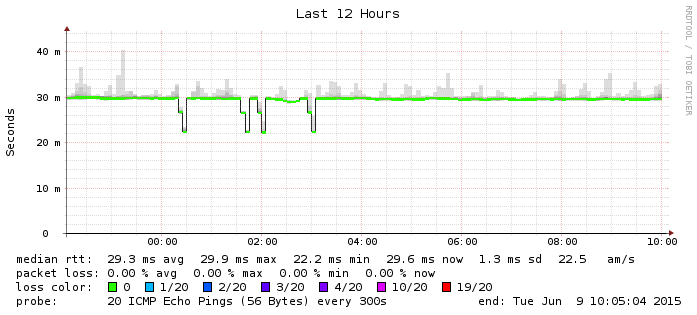 Last 12 Hours
RRDTOOL / TOBI OETIKER
Seconds
40 m
30 m
20 m
10 m
0
00:00 02:00 04:00 06:00 08:00 10:00
median rtt: 29.3 ms avg 29.9 ms max 22.2 ms min 29.6 ms now 1.3 ms sd 22.5 am/s
packet loss: 0.00 % avg 0.00 % max 0.00 % min 0.00 % now
loss color: 0 1/20 2/20 3/20 4/20 10/20 19/20
probe: 20 ICMP Echo Pings (56 Bytes) every 300s end: Tue Jun 9 10:05:04 2015